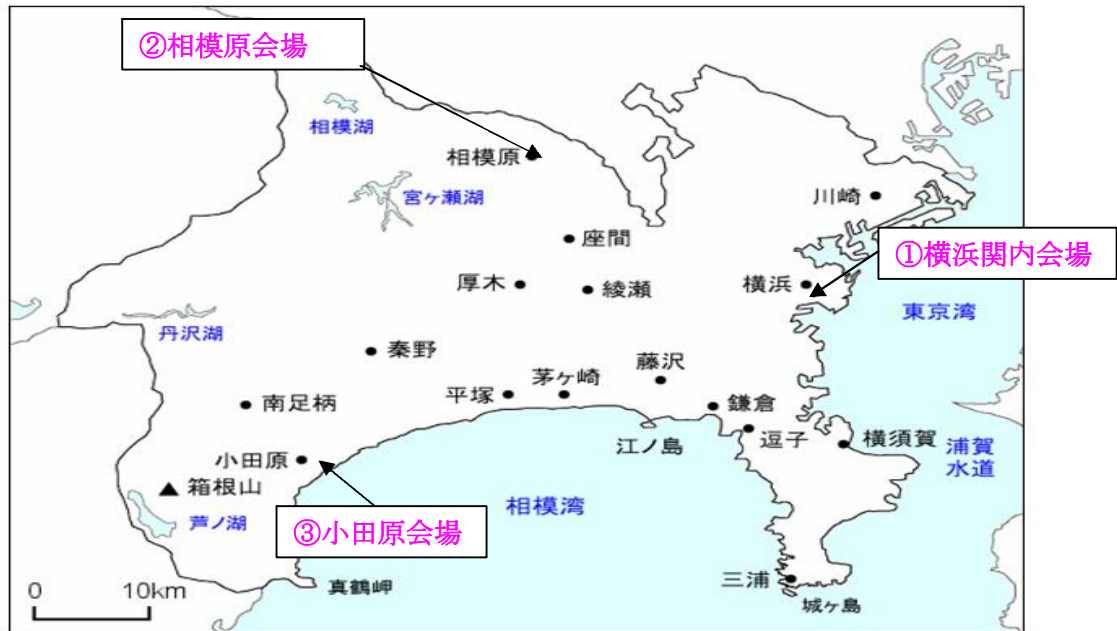 ②相模原会場
相模湖
相模原
宮ヶ瀬湖
川崎
座間
①横浜関内会場
厚木
綾瀬
横浜
東京湾
丹沢湖
秦野
藤沢
茅ヶ崎
平塚
南足柄
鎌倉
逗子
横須賀
江ノ島
浦賀
水道
小田原
箱根山
芦ノ湖
相模湾
③小田原会場
真鶴岬
三浦
城ヶ島
0
10km